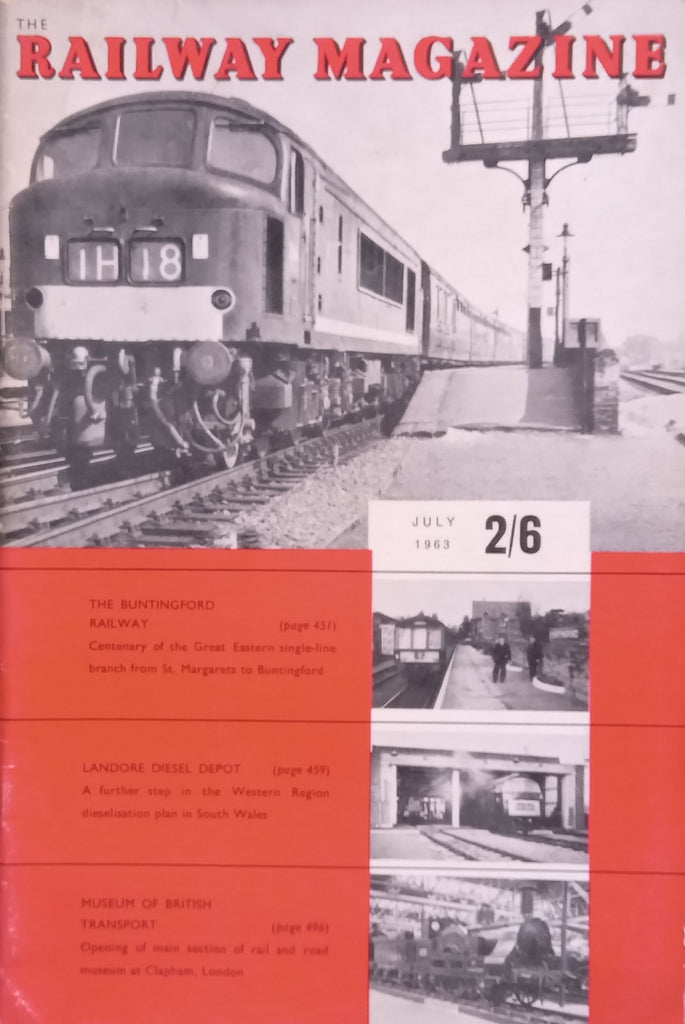 THE
RAILWAY MAGAZINE
1H 18
JULY
1963
2/6
THE BUNTINGFORD
RAILWAY (page 451)
Centenary of the Great Eastern single-line
branch from St. Margarets to Buntingford
LANDORE DIESEL DEPOT (page 459)
A further step in the Western Region
dieselisation plan in South Wales
MUSEUM OF BRITISH
TRANSPORT (page 496)
Opening of main section of rail and road
museum at Clapham, London